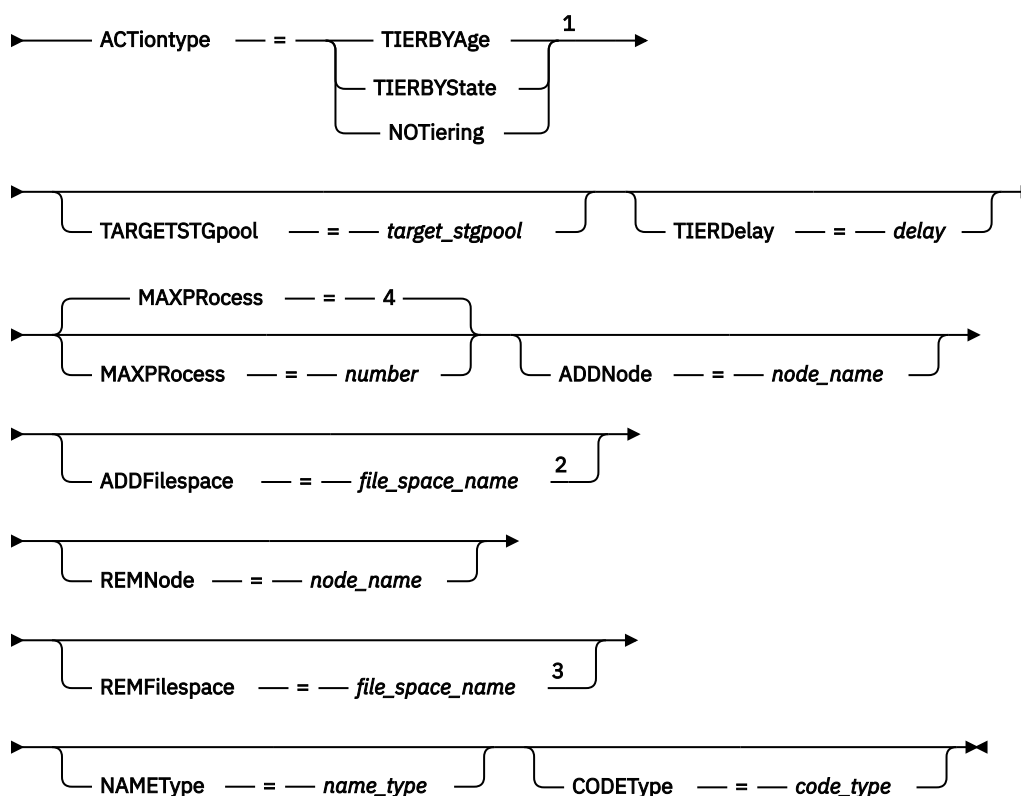 ACTiontype = TIERBYAge 1
TIERBYState
NOTiering
TARGETSTGpool = target_stgpool TIERDelay = delay
MAXPRocess = 4
MAXPRocess = number ADDNode = node_name
ADDFilespace = file_space_name 2
REMNode = node_name
REMFilespace = file_space_name 3
NAMEType = name_type CODEType = code_type